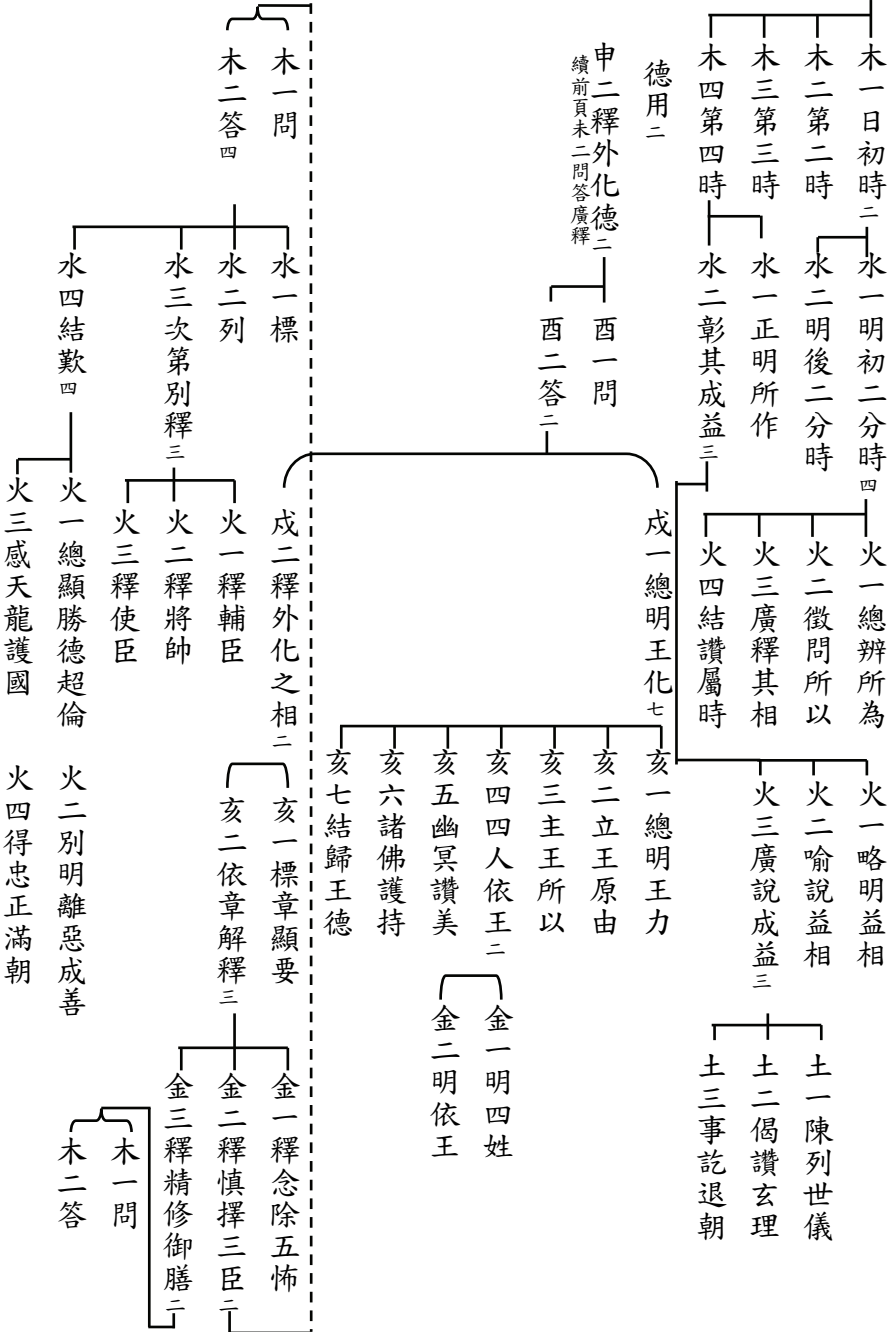 木一日初時二
木二第二時
木三第三時
木四第四時
水一明初二分時四
水二明後二分時
水一正明所作
水二彰其成益三
火一總辨所為
火二徵問所以
火三廣釋其相
火四結讚屬時
火一略明益相
火二喻說益相
火三廣說成益三
土一陳列世儀
土二偈讚玄理
土三事訖退朝
德用二
申二釋外化德二
續前頁未二問答廣釋
酉一問
酉二答二
戌一總明王化七
亥一總明王力
亥二立王原由
亥三主王所以
亥四四人依王二
亥五幽冥讚美
亥六諸佛護持
亥七結歸王德
金一明四姓
金二明依王
戌二釋外化之相二
亥一標章顯要
亥二依章解釋三
金一釋念除五怖
金二釋慎擇三臣二
金三釋精修御膳二
木一問
木二答
木一問
木二答四
水一標
水二列
水三次第別釋三
水四結歎四
火一釋輔臣
火二釋將帥
火三釋使臣
火一總顯勝德超倫
火二別明離惡成善
火三感天龍護國
火四得忠正滿朝